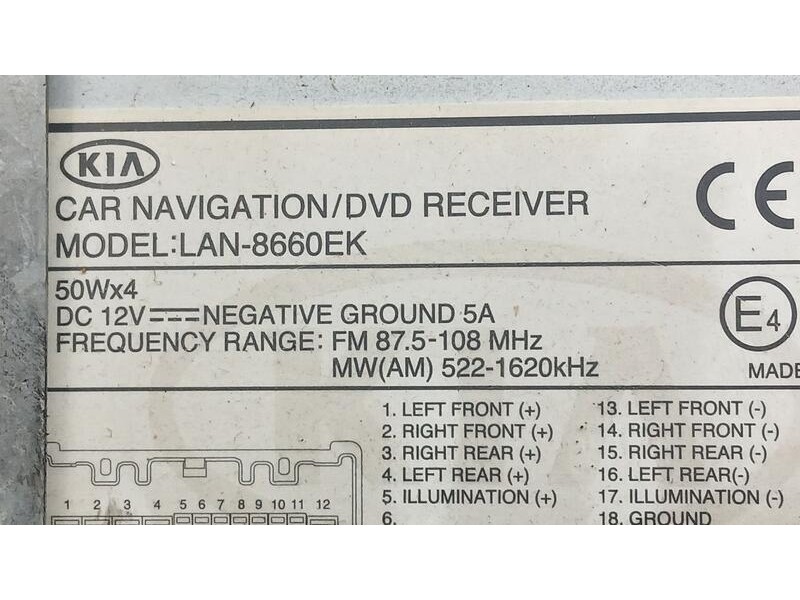 KIA
CAR NAVIGATION/DVD RECEIVER
MODEL:LAN-8660EK
CE
50Wx4
DC 12V⎓NEGATIVE GROUND 5A
FREQUENCY RANGE: FM 87.5-108 MHz
MW(AM) 522-1620kHz
E4
MADE
1. LEFT FRONT (+)
2. RIGHT FRONT (+)
3. RIGHT REAR (+)
4. LEFT REAR (+)
5. ILLUMINATION (+)
6.
13. LEFT FRONT (-)
14. RIGHT FRONT (-)
15. RIGHT REAR (-)
16. LEFT REAR(-)
17. ILLUMINATION (-)
18. GROUND
1 2 3 4 5 6 7 8 9 10 11 12